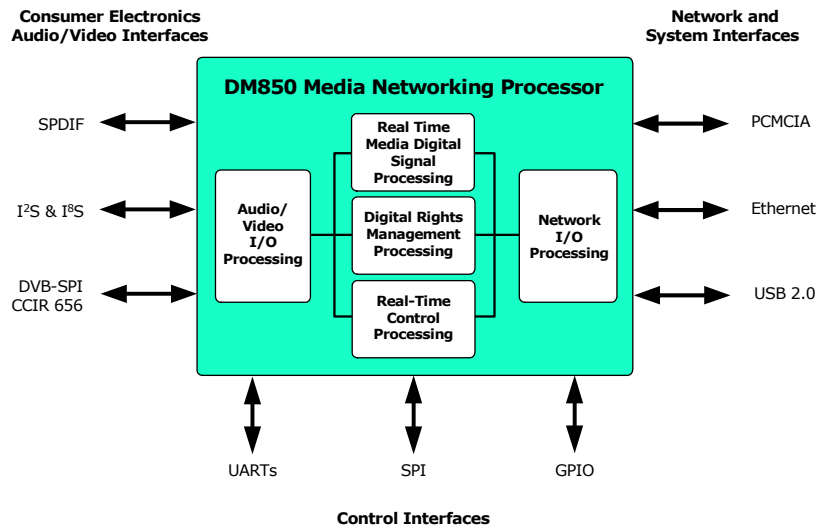 Consumer Electronics
Audio/Video Interfaces
Network and
System Interfaces
DM850 Media Networking Processor
SPDIF
I²S & I⁸S
DVB-SPI
CCIR 656
Audio/
Video
I/O
Processing
Real Time
Media Digital
Signal
Processing
Digital Rights
Management
Processing
Real-Time
Control
Processing
Network
I/O
Processing
PCMCIA
Ethernet
USB 2.0
UARTs
SPI
GPIO
Control Interfaces